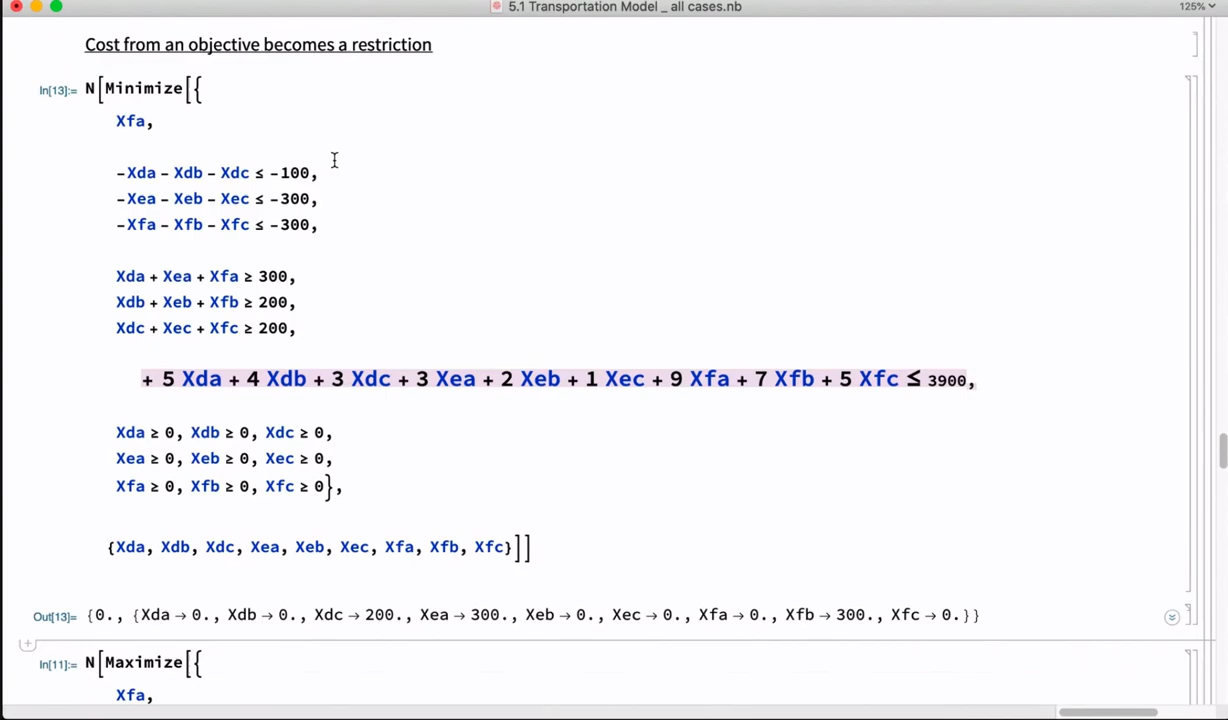 5.1 Transportation Model _ all cases.nb
125%
Cost from an objective becomes a restriction
In[13]:= N[Minimize[{
Xfa,
-Xda - Xdb - Xdc ≤ -100,
-Xea - Xeb - Xec ≤ -300,
-Xfa - Xfb - Xfc ≤ -300,
Xda + Xea + Xfa ≥ 300,
Xdb + Xeb + Xfb ≥ 200,
Xdc + Xec + Xfc ≥ 200,
+ 5 Xda + 4 Xdb + 3 Xdc + 3 Xea + 2 Xeb + 1 Xec + 9 Xfa + 7 Xfb + 5 Xfc ≤ 3900,
Xda ≥ 0, Xdb ≥ 0, Xdc ≥ 0,
Xea ≥ 0, Xeb ≥ 0, Xec ≥ 0,
Xfa ≥ 0, Xfb ≥ 0, Xfc ≥ 0},
{Xda, Xdb, Xdc, Xea, Xeb, Xec, Xfa, Xfb, Xfc}]]
Out[13]= {0., {Xda → 0., Xdb → 0., Xdc → 200., Xea → 300., Xeb → 0., Xec → 0., Xfa → 0., Xfb → 300., Xfc → 0.}}
In[11]:= N[Maximize[{
Xfa,